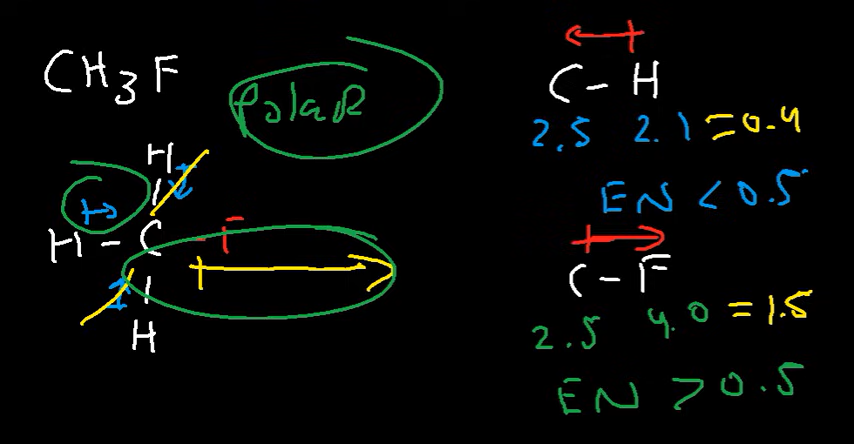 CH3F
PolaR
H
H - C - F
H
C - H
2.5 2.1 = 0.4
EN < 0.5
C - F
2.5 4.0 = 1.5
EN > 0.5